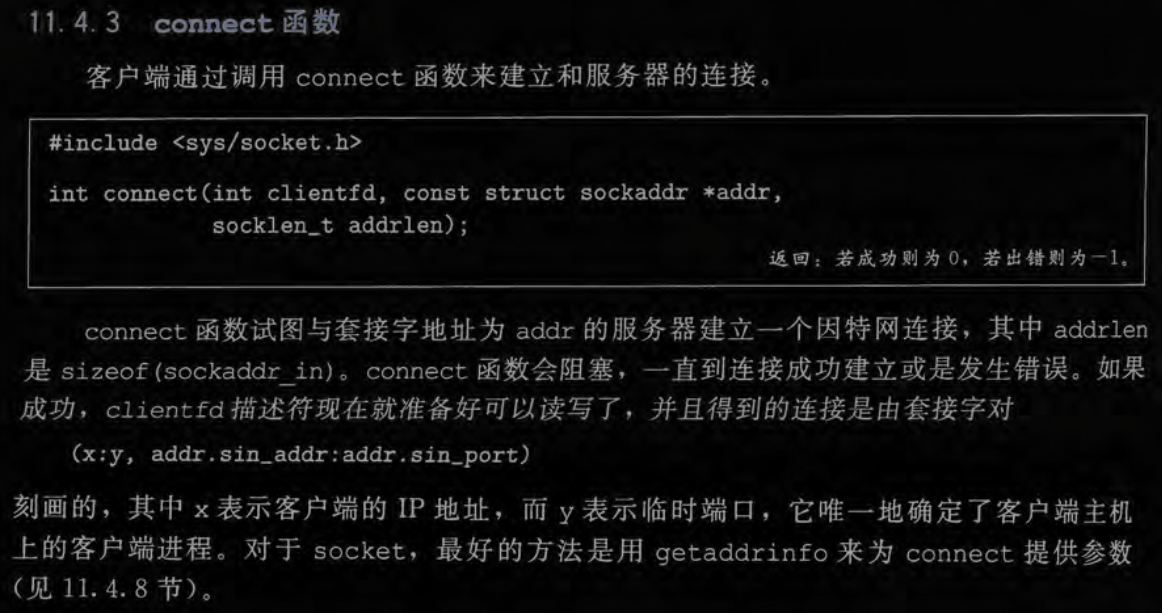 11.4.3 connect 函数
客户端通过调用 connect 函数来建立和服务器的连接。
#include <sys/socket.h>
int connect(int clientfd, const struct sockaddr *addr,
socklen_t addrlen);
返回：若成功则为 0，若出错则为－1。
connect 函数试图与套接字地址为 addr 的服务器建立一个因特网连接，其中 addrlen
是 sizeof(sockaddr_in)。connect 函数会阻塞，一直到连接成功建立或是发生错误。如果
成功，clientfd 描述符现在就准备好可以读写了，并且得到的连接是由套接字对
(x:y, addr.sin_addr:addr.sin_port)
刻画的，其中 x 表示客户端的 IP 地址，而 y 表示临时端口，它唯一地确定了客户端主机
上的客户端进程。对于 socket，最好的方法是用 getaddrinfo 来为 connect 提供参数
（见 11.4.8 节）。